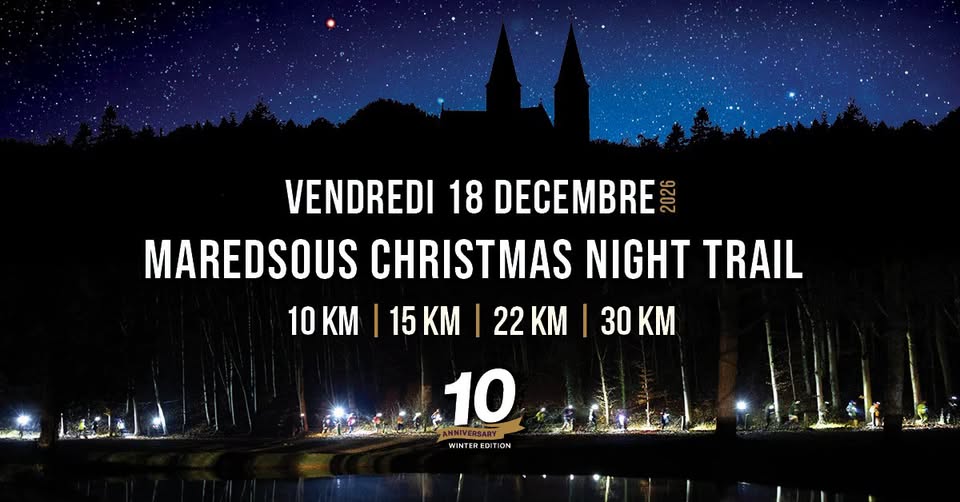 VENDREDI 18 DECEMBRE 2026
MAREDSOUS CHRISTMAS NIGHT TRAIL
10 KM | 15 KM | 22 KM | 30 KM
10
ANNIVERSARY
WINTER EDITION